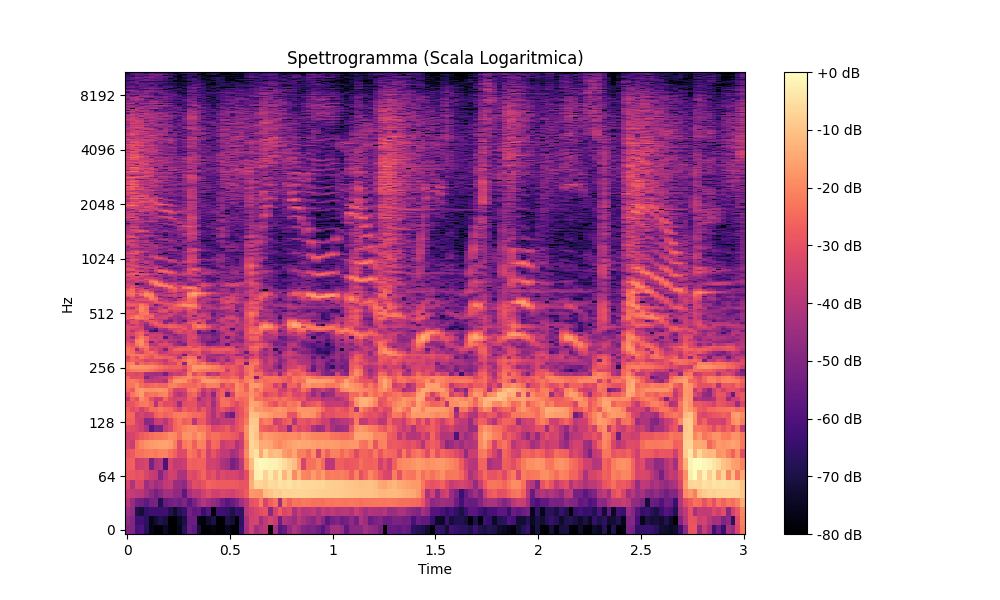 Spettrogramma (Scala Logaritmica)
Hz
8192
4096
2048
1024
512
256
128
64
0
0 0.5 1 1.5 2 2.5 3
Time
+0 dB
-10 dB
-20 dB
-30 dB
-40 dB
-50 dB
-60 dB
-70 dB
-80 dB